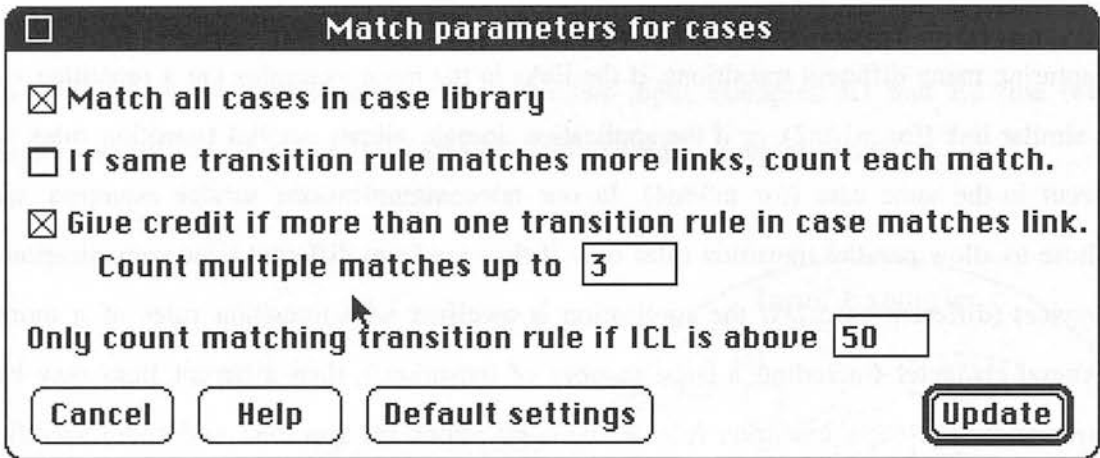 Match parameters for cases
Match all cases in case library
If same transition rule matches more links, count each match.
Give credit if more than one transition rule in case matches link.
Count multiple matches up to 3
Only count matching transition rule if ICL is above 50
Cancel Help Default settings Update